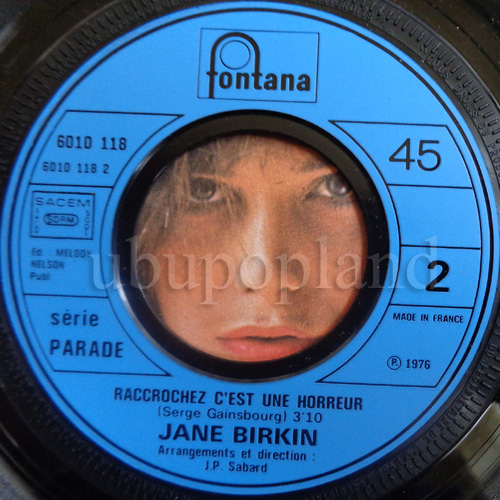 fontana
6010 118
6010 118 2
45
SACEM
SDRM
Ed. : MELODY
NELSON
Publ.
2
MADE IN FRANCE
série
PARADE
℗ 1976
ubupopland
RACCROCHEZ C'EST UNE HORREUR
(Serge Gainsbourg) 3'10
JANE BIRKIN
Arrangements et direction :
J.P. Sabard